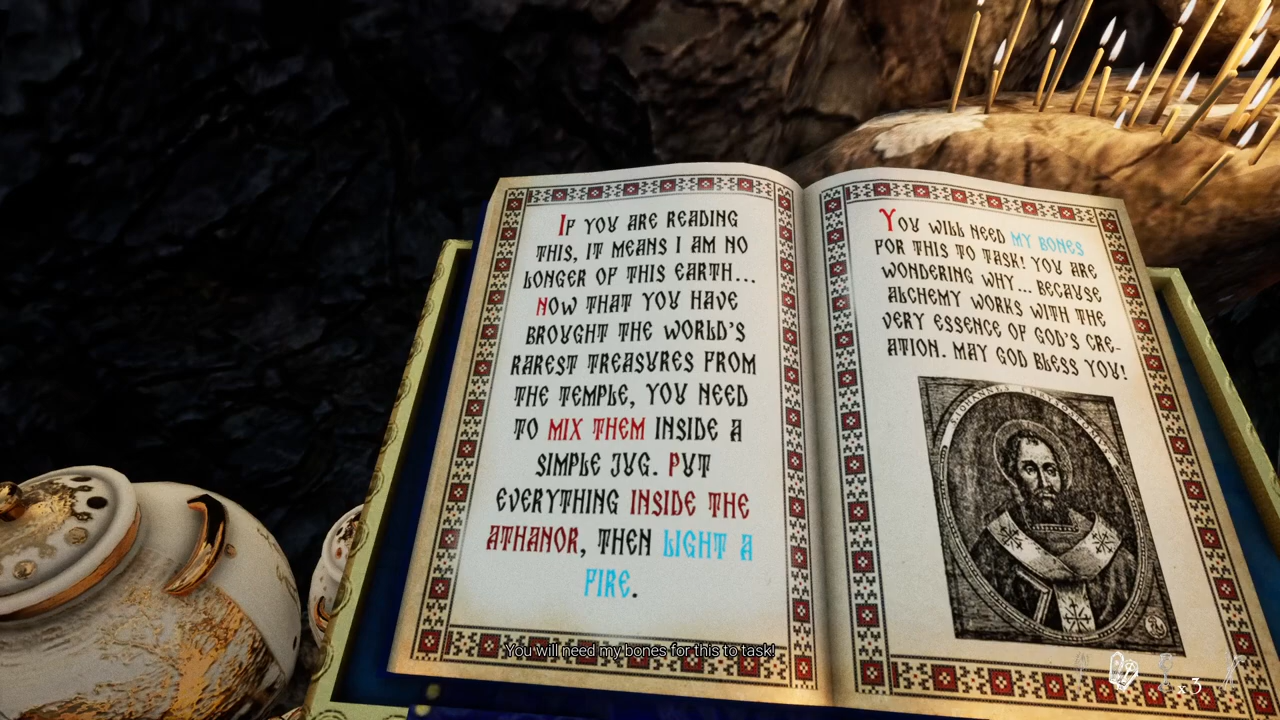 If you are reading
this, it means I am no
longer of this earth...
Now that you have
brought the world's
rarest treasures from
the temple, you need
to mix them inside a
simple jug. Put
everything inside the
athanor, then light a
fire.
You will need my bones
for this to task! You are
wondering why... Because
alchemy works with the
very essence of God's cre-
ation. May God bless you!
You will need my bones for this to task!
x3